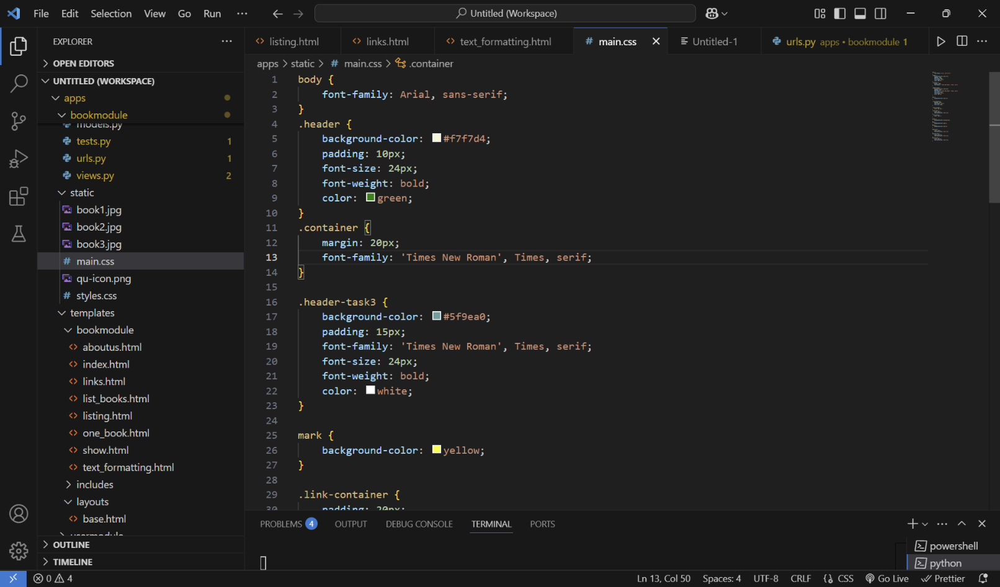 File Edit Selection View Go Run ··· Untitled (Workspace)
EXPLORER ···
OPEN EDITORS
UNTITLED (WORKSPACE)
apps
bookmodule
models.py
tests.py 1
urls.py 1
views.py 2
static
book1.jpg
book2.jpg
book3.jpg
# main.css
qu-icon.png
# styles.css
templates
bookmodule
<> aboutus.html
<> index.html
<> links.html
<> list_books.html
<> listing.html
<> one_book.html
<> show.html
<> text_formatting.html
includes
layouts
<> base.html
usermodule
OUTLINE
TIMELINE
<> listing.html <> links.html <> text_formatting.html # main.css Untitled-1 urls.py apps • bookmodule 1
apps > static > # main.css > .container
1 body {
2 font-family: Arial, sans-serif;
3 }
4 .header {
5 background-color: #f7f7d4;
6 padding: 10px;
7 font-size: 24px;
8 font-weight: bold;
9 color: green;
10 }
11 .container {
12 margin: 20px;
13 font-family: 'Times New Roman', Times, serif;
14 }
15
16 .header-task3 {
17 background-color: #5f9ea0;
18 padding: 15px;
19 font-family: 'Times New Roman', Times, serif;
20 font-size: 24px;
21 font-weight: bold;
22 color: white;
23 }
24
25 mark {
26 background-color: yellow;
27 }
28
29 .link-container {
30 padding: 20px;
PROBLEMS 4 OUTPUT DEBUG CONSOLE TERMINAL PORTS
powershell
python
0 4 Ln 13, Col 50 Spaces: 4 UTF-8 CRLF {} CSS Go Live Prettier